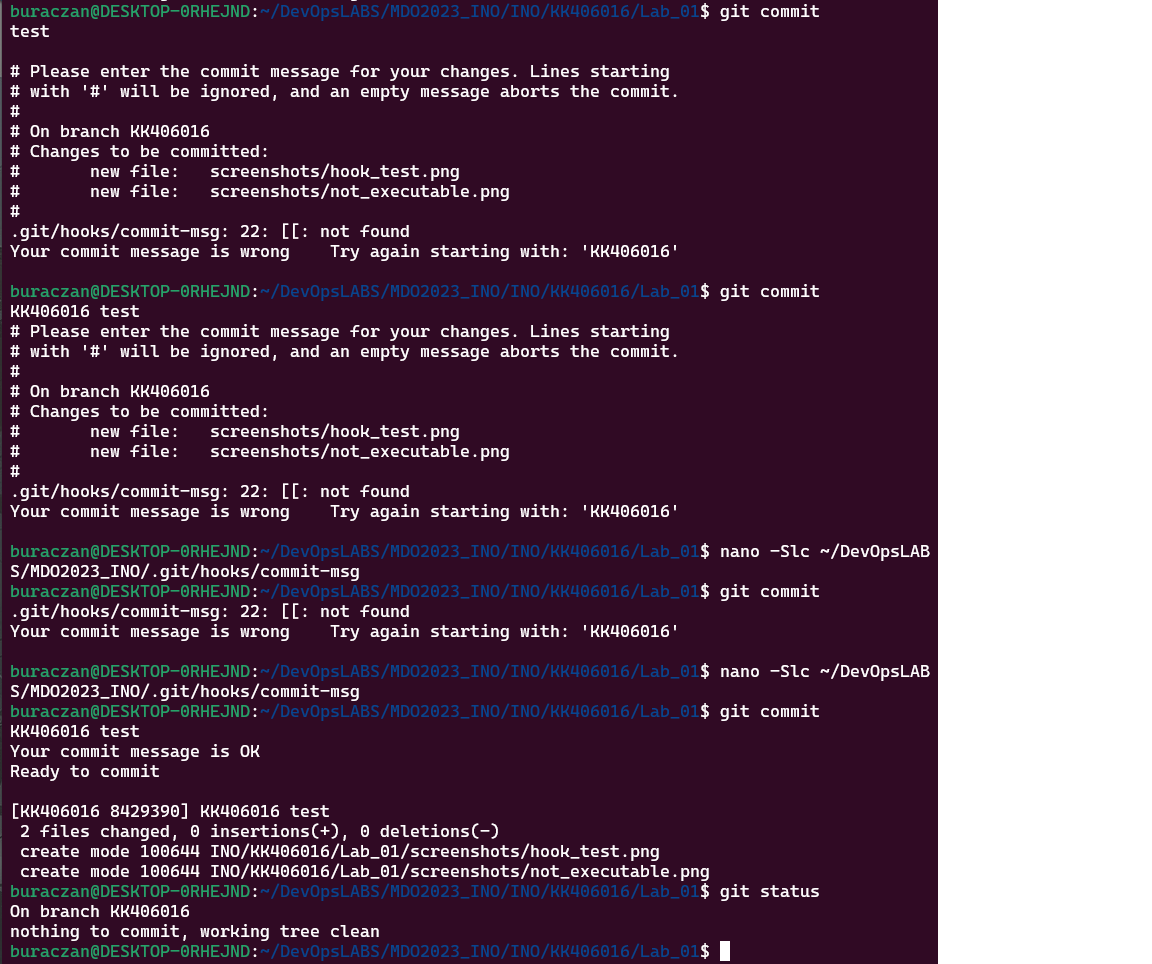 buraczan@DESKTOP-0RHEJND:~/DevOpsLABS/MDO2023_INO/INO/KK406016/Lab_01$ git commit
test
# Please enter the commit message for your changes. Lines starting
# with '#' will be ignored, and an empty message aborts the commit.
#
# On branch KK406016
# Changes to be committed:
#       new file:   screenshots/hook_test.png
#       new file:   screenshots/not_executable.png
#
.git/hooks/commit-msg: 22: [[: not found
Your commit message is wrong    Try again starting with: 'KK406016'
buraczan@DESKTOP-0RHEJND:~/DevOpsLABS/MDO2023_INO/INO/KK406016/Lab_01$ git commit
KK406016 test
# Please enter the commit message for your changes. Lines starting
# with '#' will be ignored, and an empty message aborts the commit.
#
# On branch KK406016
# Changes to be committed:
#       new file:   screenshots/hook_test.png
#       new file:   screenshots/not_executable.png
#
.git/hooks/commit-msg: 22: [[: not found
Your commit message is wrong    Try again starting with: 'KK406016'
buraczan@DESKTOP-0RHEJND:~/DevOpsLABS/MDO2023_INO/INO/KK406016/Lab_01$ nano -Slc ~/DevOpsLAB
S/MDO2023_INO/.git/hooks/commit-msg
buraczan@DESKTOP-0RHEJND:~/DevOpsLABS/MDO2023_INO/INO/KK406016/Lab_01$ git commit
.git/hooks/commit-msg: 22: [[: not found
Your commit message is wrong    Try again starting with: 'KK406016'
buraczan@DESKTOP-0RHEJND:~/DevOpsLABS/MDO2023_INO/INO/KK406016/Lab_01$ nano -Slc ~/DevOpsLAB
S/MDO2023_INO/.git/hooks/commit-msg
buraczan@DESKTOP-0RHEJND:~/DevOpsLABS/MDO2023_INO/INO/KK406016/Lab_01$ git commit
KK406016 test
Your commit message is OK
Ready to commit
[KK406016 8429390] KK406016 test
 2 files changed, 0 insertions(+), 0 deletions(-)
 create mode 100644 INO/KK406016/Lab_01/screenshots/hook_test.png
 create mode 100644 INO/KK406016/Lab_01/screenshots/not_executable.png
buraczan@DESKTOP-0RHEJND:~/DevOpsLABS/MDO2023_INO/INO/KK406016/Lab_01$ git status
On branch KK406016
nothing to commit, working tree clean
buraczan@DESKTOP-0RHEJND:~/DevOpsLABS/MDO2023_INO/INO/KK406016/Lab_01$